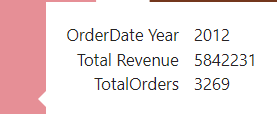 OrderDate Year 2012
Total Revenue 5842231
TotalOrders 3269